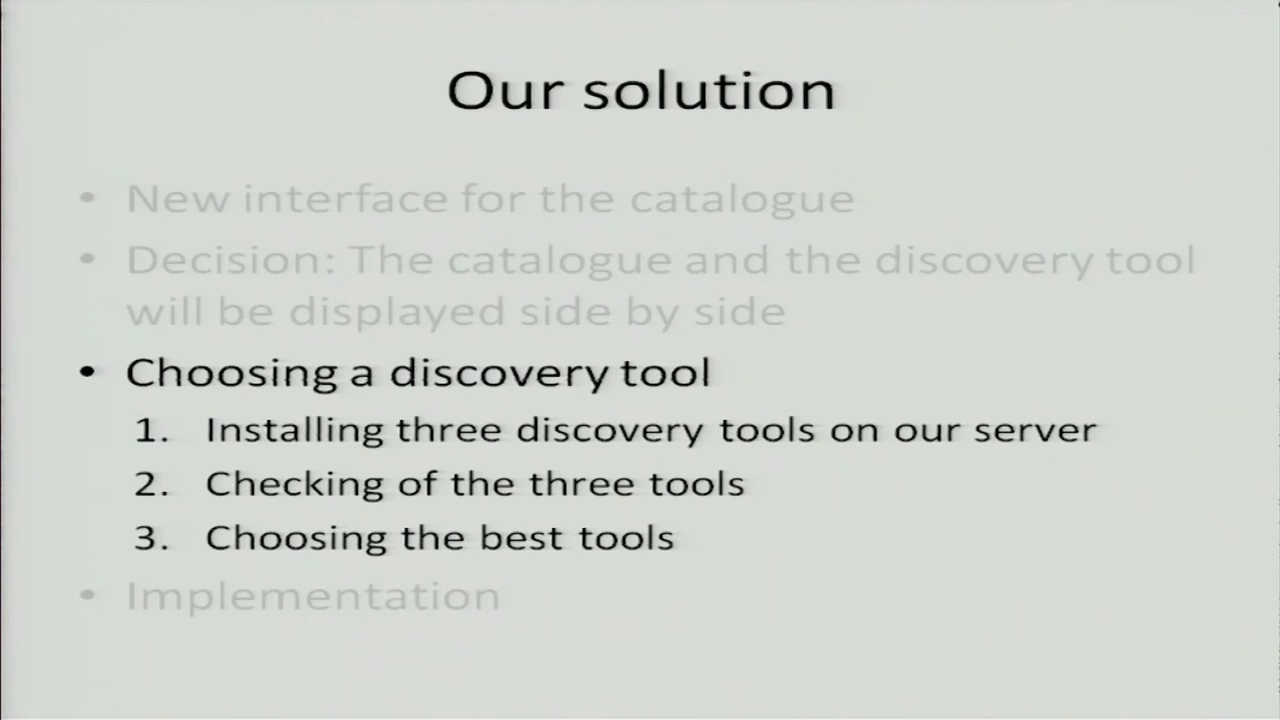 Our solution
• New interface for the catalogue
• Decision: The catalogue and the discovery tool
will be displayed side by side
• Choosing a discovery tool
1. Installing three discovery tools on our server
2. Checking of the three tools
3. Choosing the best tools
• Implementation